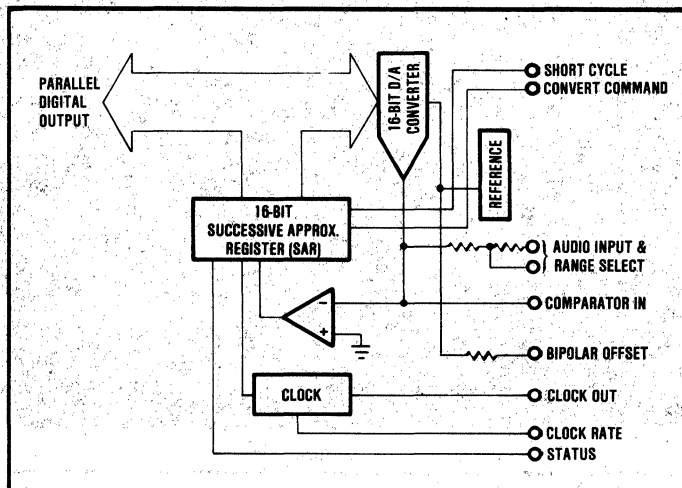 PARALLEL
DIGITAL
OUTPUT
16-BIT D/A
CONVERTER
SHORT CYCLE
CONVERT COMMAND
REFERENCE
16-BIT
SUCCESSIVE APPROX.
REGISTER (SAR)
AUDIO INPUT &
RANGE SELECT
COMPARATOR IN
BIPOLAR OFFSET
CLOCK
CLOCK OUT
CLOCK RATE
STATUS